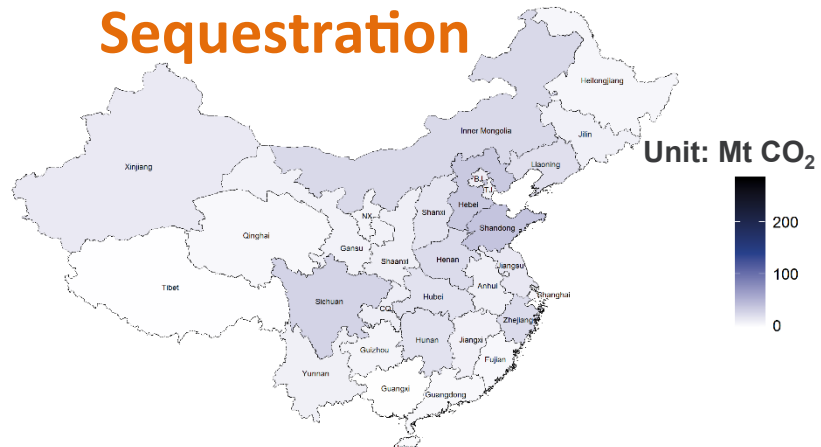 Sequestration
Heilongjiang
Jilin
Inner Mongolia
Liaoning
Unit: Mt CO₂
Xinjiang
BJ
TJ
Hebei
Shanxi
NX
Shandong
Qinghai
Gansu
Shaanxi
Henan
Jiangsu
Tibet
Anhui
Shanghai
Sichuan
Hubei
CQ
Zhejiang
Hunan
Jiangxi
Guizhou
Fujian
Yunnan
Guangxi
Guangdong
200
100
0